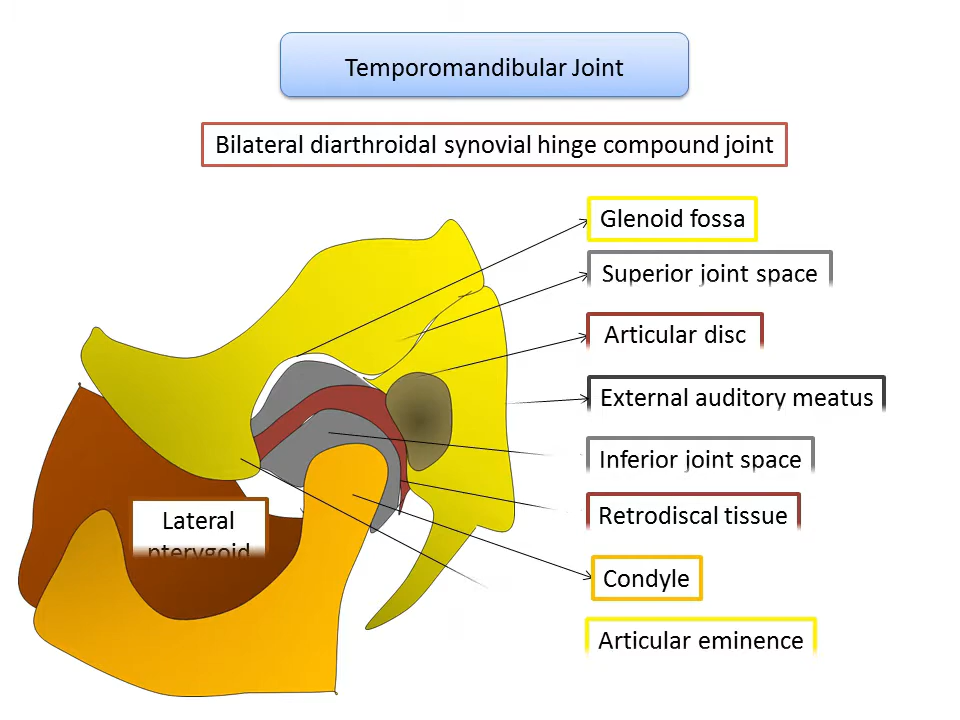 Temporomandibular Joint
Bilateral diarthroidal synovial hinge compound joint
Glenoid fossa
Superior joint space
Articular disc
External auditory meatus
Inferior joint space
Retrodiscal tissue
Lateral
pterygoid
Condyle
Articular eminence